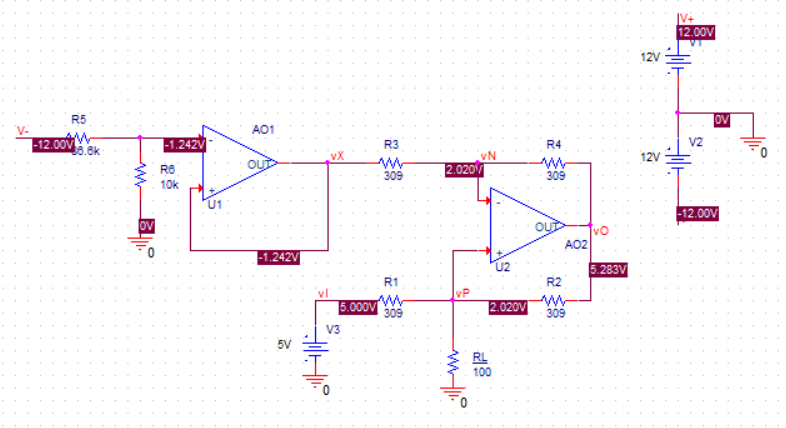 V+
12.00V
V1
12V
R5
V-
-12.00V
86.6k
-1.242V
-
AO1
OUT
+
U1
R6
10k
0V
0
-1.242V
vX
R3
309
vN
2.020V
R4
309
-
OUT
+
U2
AO2
vO
5.283V
vI
5.000V
R1
309
vP
2.020V
R2
309
V3
5V
0
RL
100
0
0V
0
V2
12V
-12.00V